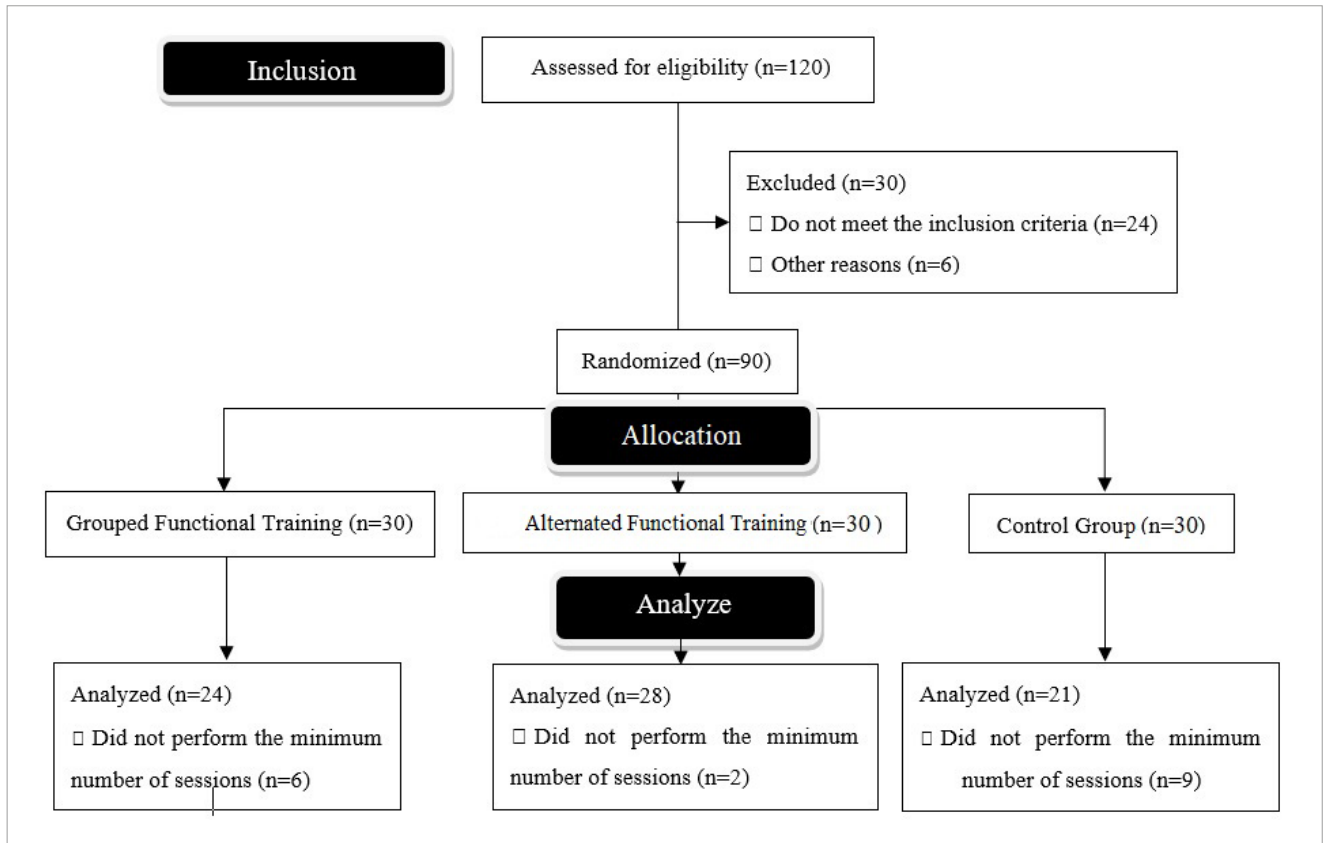 Inclusion
Assessed for eligibility (n=120)
Excluded (n=30)
□ Do not meet the inclusion criteria (n=24)
□ Other reasons (n=6)
Randomized (n=90)
Allocation
Grouped Functional Training (n=30)
Alternated Functional Training (n=30 )
Control Group (n=30)
Analyze
Analyzed (n=24)
□ Did not perform the minimum
number of sessions (n=6)
Analyzed (n=28)
□ Did not perform the minimum
number of sessions (n=2)
Analyzed (n=21)
□ Did not perform the minimum
number of sessions (n=9)